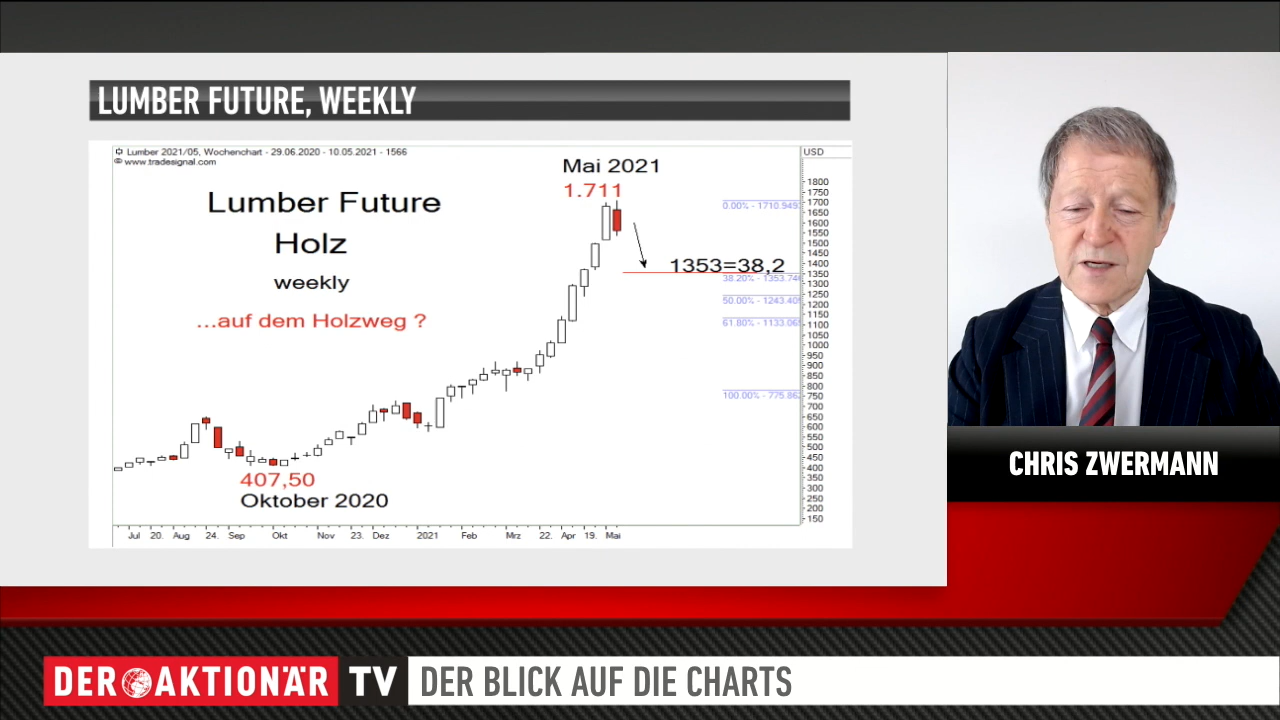 LUMBER FUTURE, WEEKLY
Lumber 2021/05, Wochenchart - 29.06.2020 - 10.05.2021 - 1566
www.tradesignal.com
USD
Mai 2021
1.711
Lumber Future
Holz
weekly
...auf dem Holzweg ?
1353=38,2
0.00% - 1710.949
38.20% - 1353.746
50.00% - 1243.405
61.80% - 1133.065
100.00% - 775.862
1800
1750
1700
1650
1600
1550
1500
1450
1400
1350
1300
1250
1200
1150
1100
1050
1000
950
900
850
800
750
700
650
600
550
500
450
400
350
300
250
200
150
407,50
Oktober 2020
Jul 20. Aug 24. Sep Okt Nov 23. Dez 2021 Feb Mrz 22. Apr 19. Mai
CHRIS ZWERMANN
DER AKTIONÄR TV
DER BLICK AUF DIE CHARTS